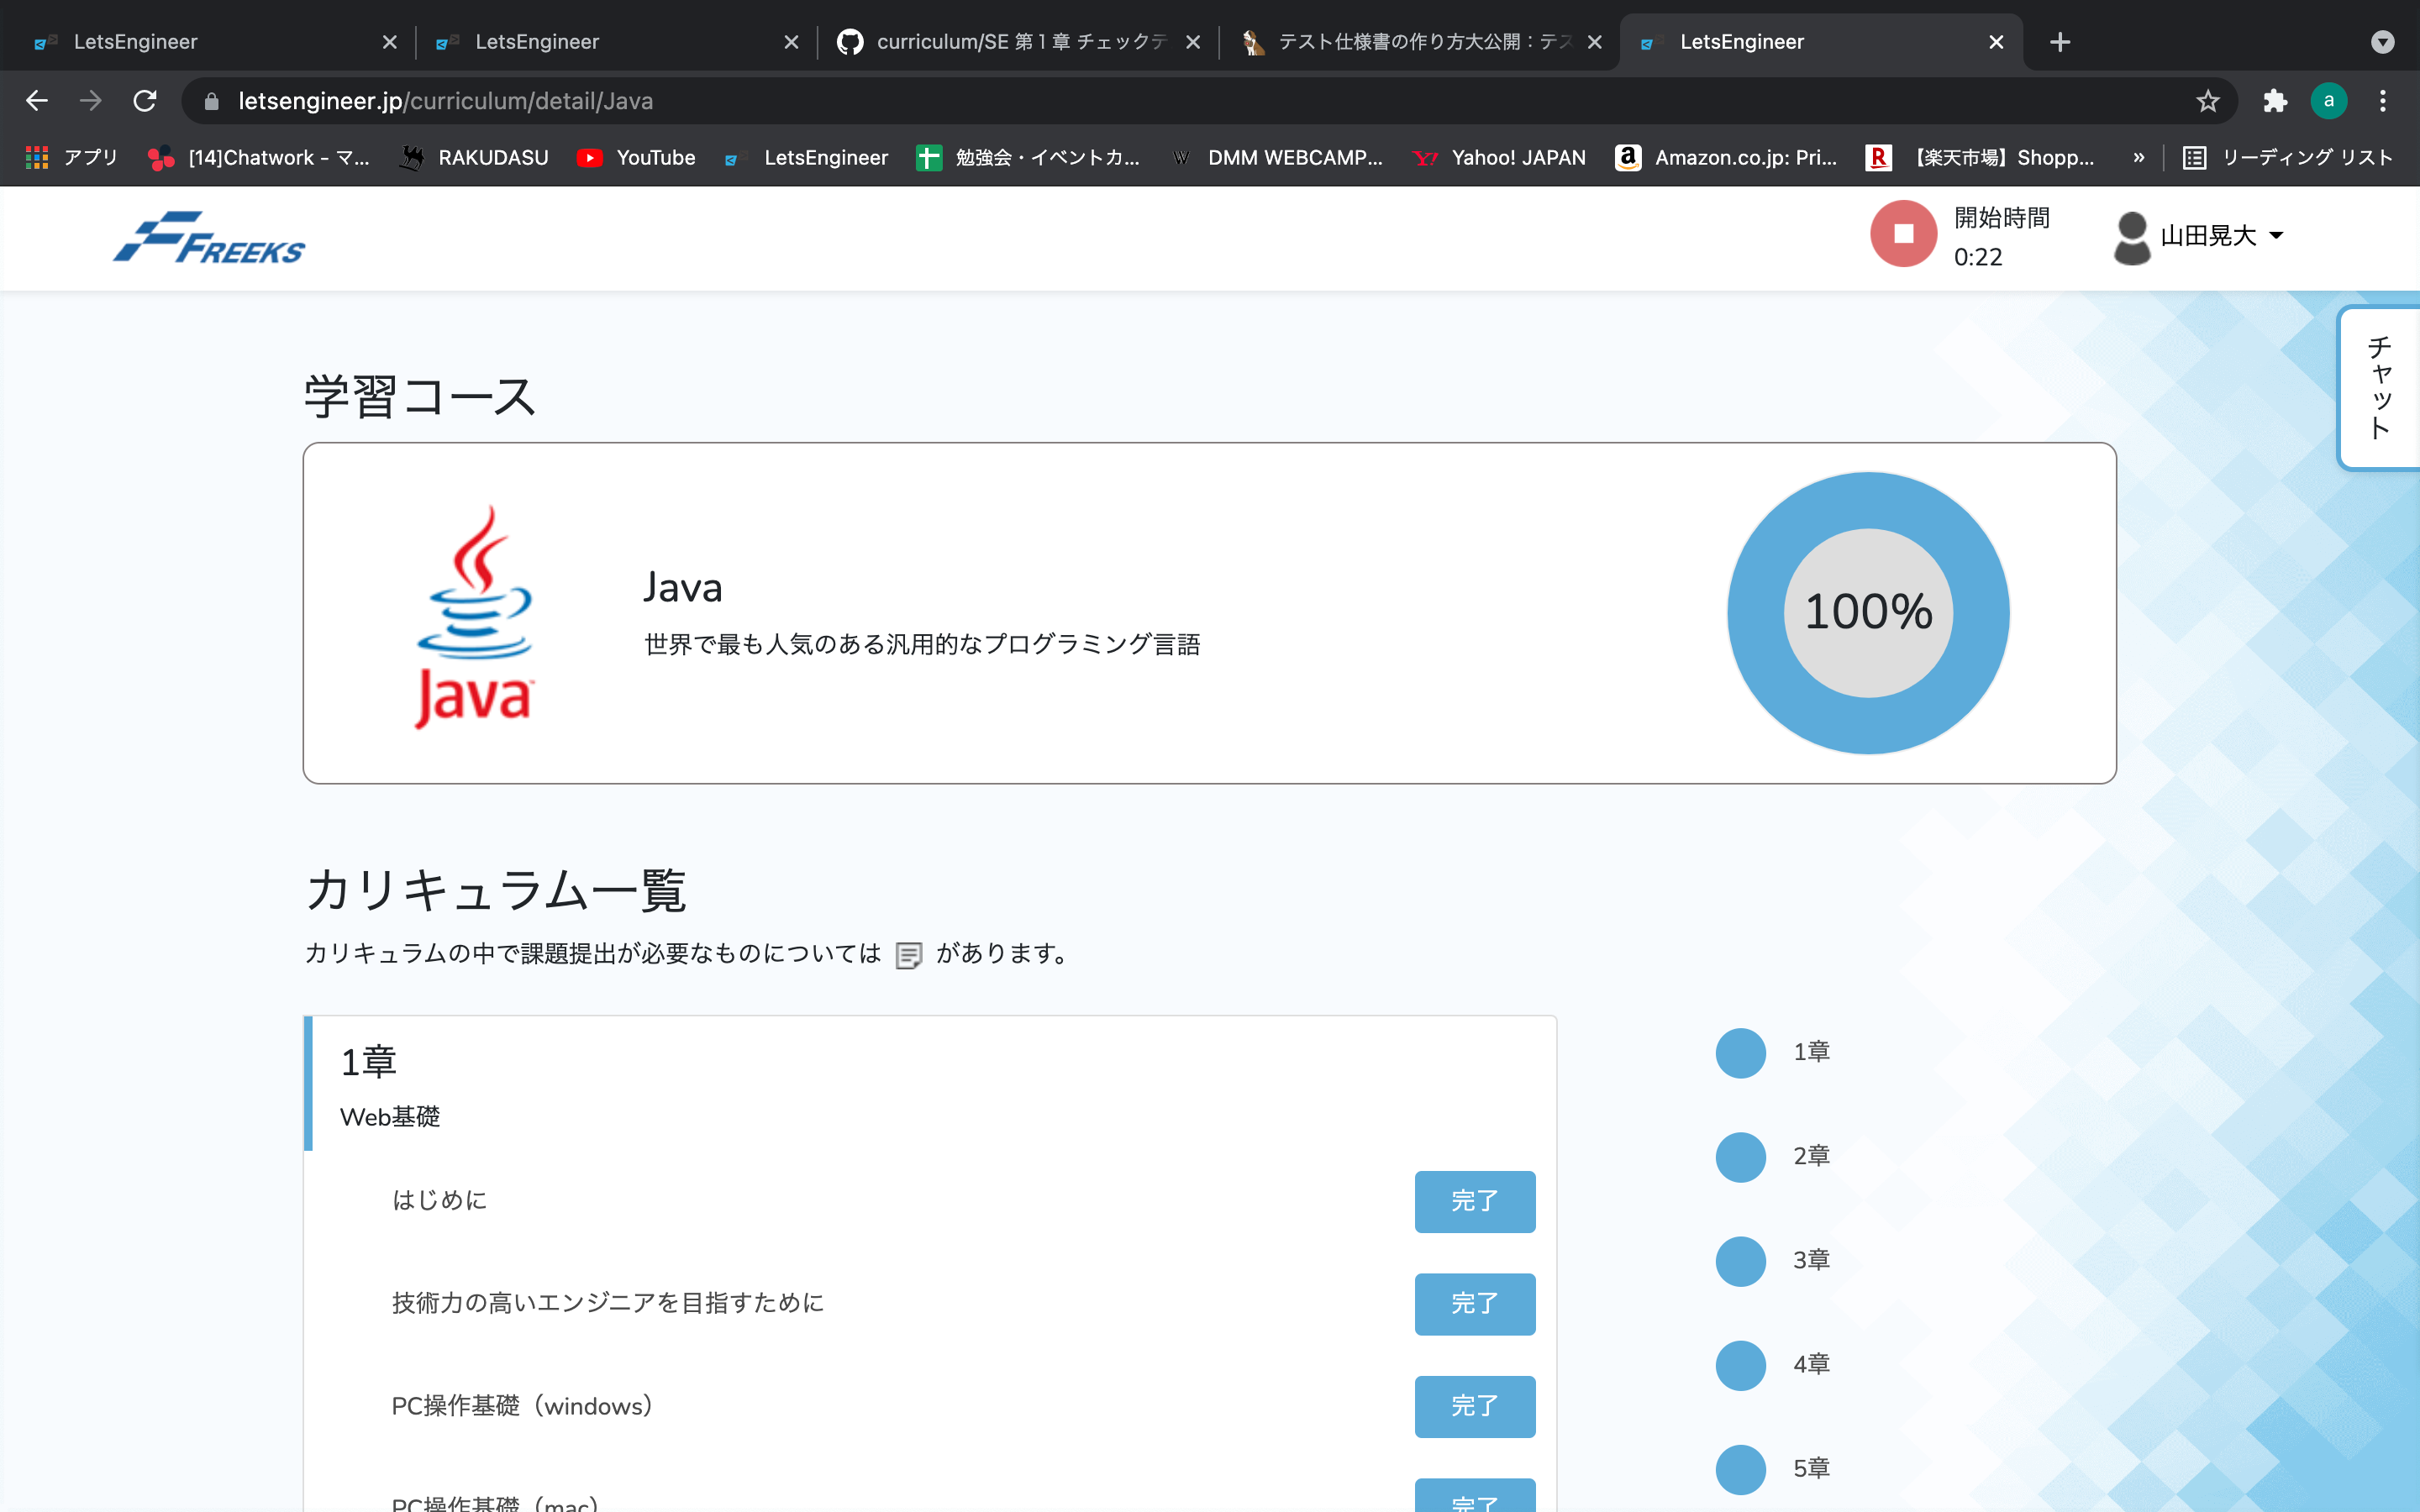 LetsEngineer
LetsEngineer
curriculum/SE 第1章 チェックテ
テスト仕様書の作り方大公開：テス
LetsEngineer
letsengineer.jp/curriculum/detail/Java
a
アプリ
[14]Chatwork - マ...
RAKUDASU
YouTube
LetsEngineer
勉強会・イベントカ...
W
DMM WEBCAMP...
Yahoo! JAPAN
a
Amazon.co.jp: Pri...
R
【楽天市場】Shopp...
»
リーディング リスト
FREEKS
開始時間
0:22
山田晃大
チャット
学習コース
Java
Java
世界で最も人気のある汎用的なプログラミング言語
100%
カリキュラム一覧
カリキュラムの中で課題提出が必要なものについては があります。
1章
Web基礎
はじめに
完了
技術力の高いエンジニアを目指すために
完了
PC操作基礎（windows）
完了
PC操作基礎（mac）
完了
1章
2章
3章
4章
5章